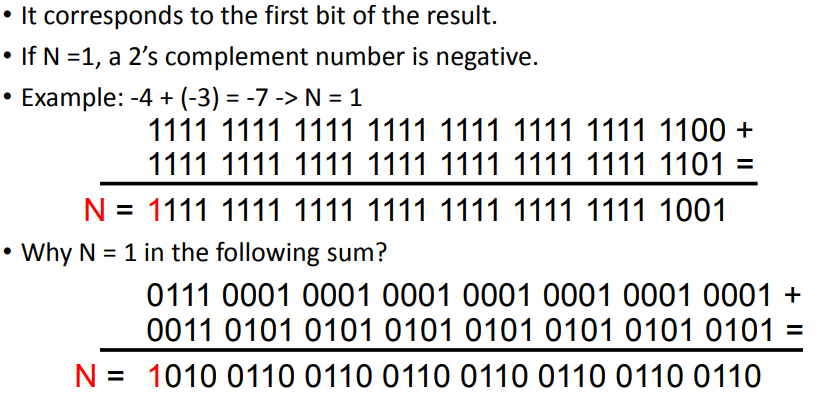 • It corresponds to the first bit of the result.
• If N =1, a 2’s complement number is negative.
• Example: -4 + (-3) = -7 -> N = 1
1111 1111 1111 1111 1111 1111 1111 1100 +
1111 1111 1111 1111 1111 1111 1111 1101 =
N = 1111 1111 1111 1111 1111 1111 1111 1001
• Why N = 1 in the following sum?
0111 0001 0001 0001 0001 0001 0001 0001 +
0011 0101 0101 0101 0101 0101 0101 0101 =
N = 1010 0110 0110 0110 0110 0110 0110 0110